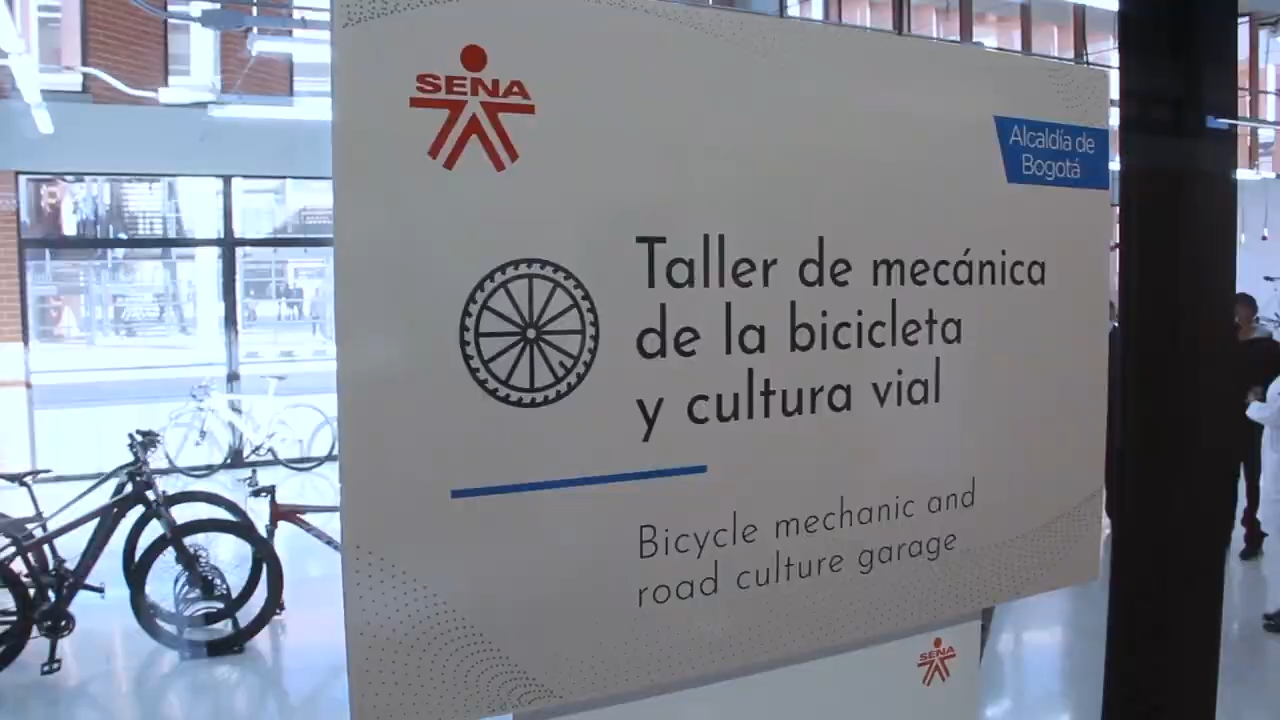 SENA
Alcaldía de
Bogotá
Taller de mecánica
de la bicicleta
y cultura vial
Bicycle mechanic and
road culture garage
SENA